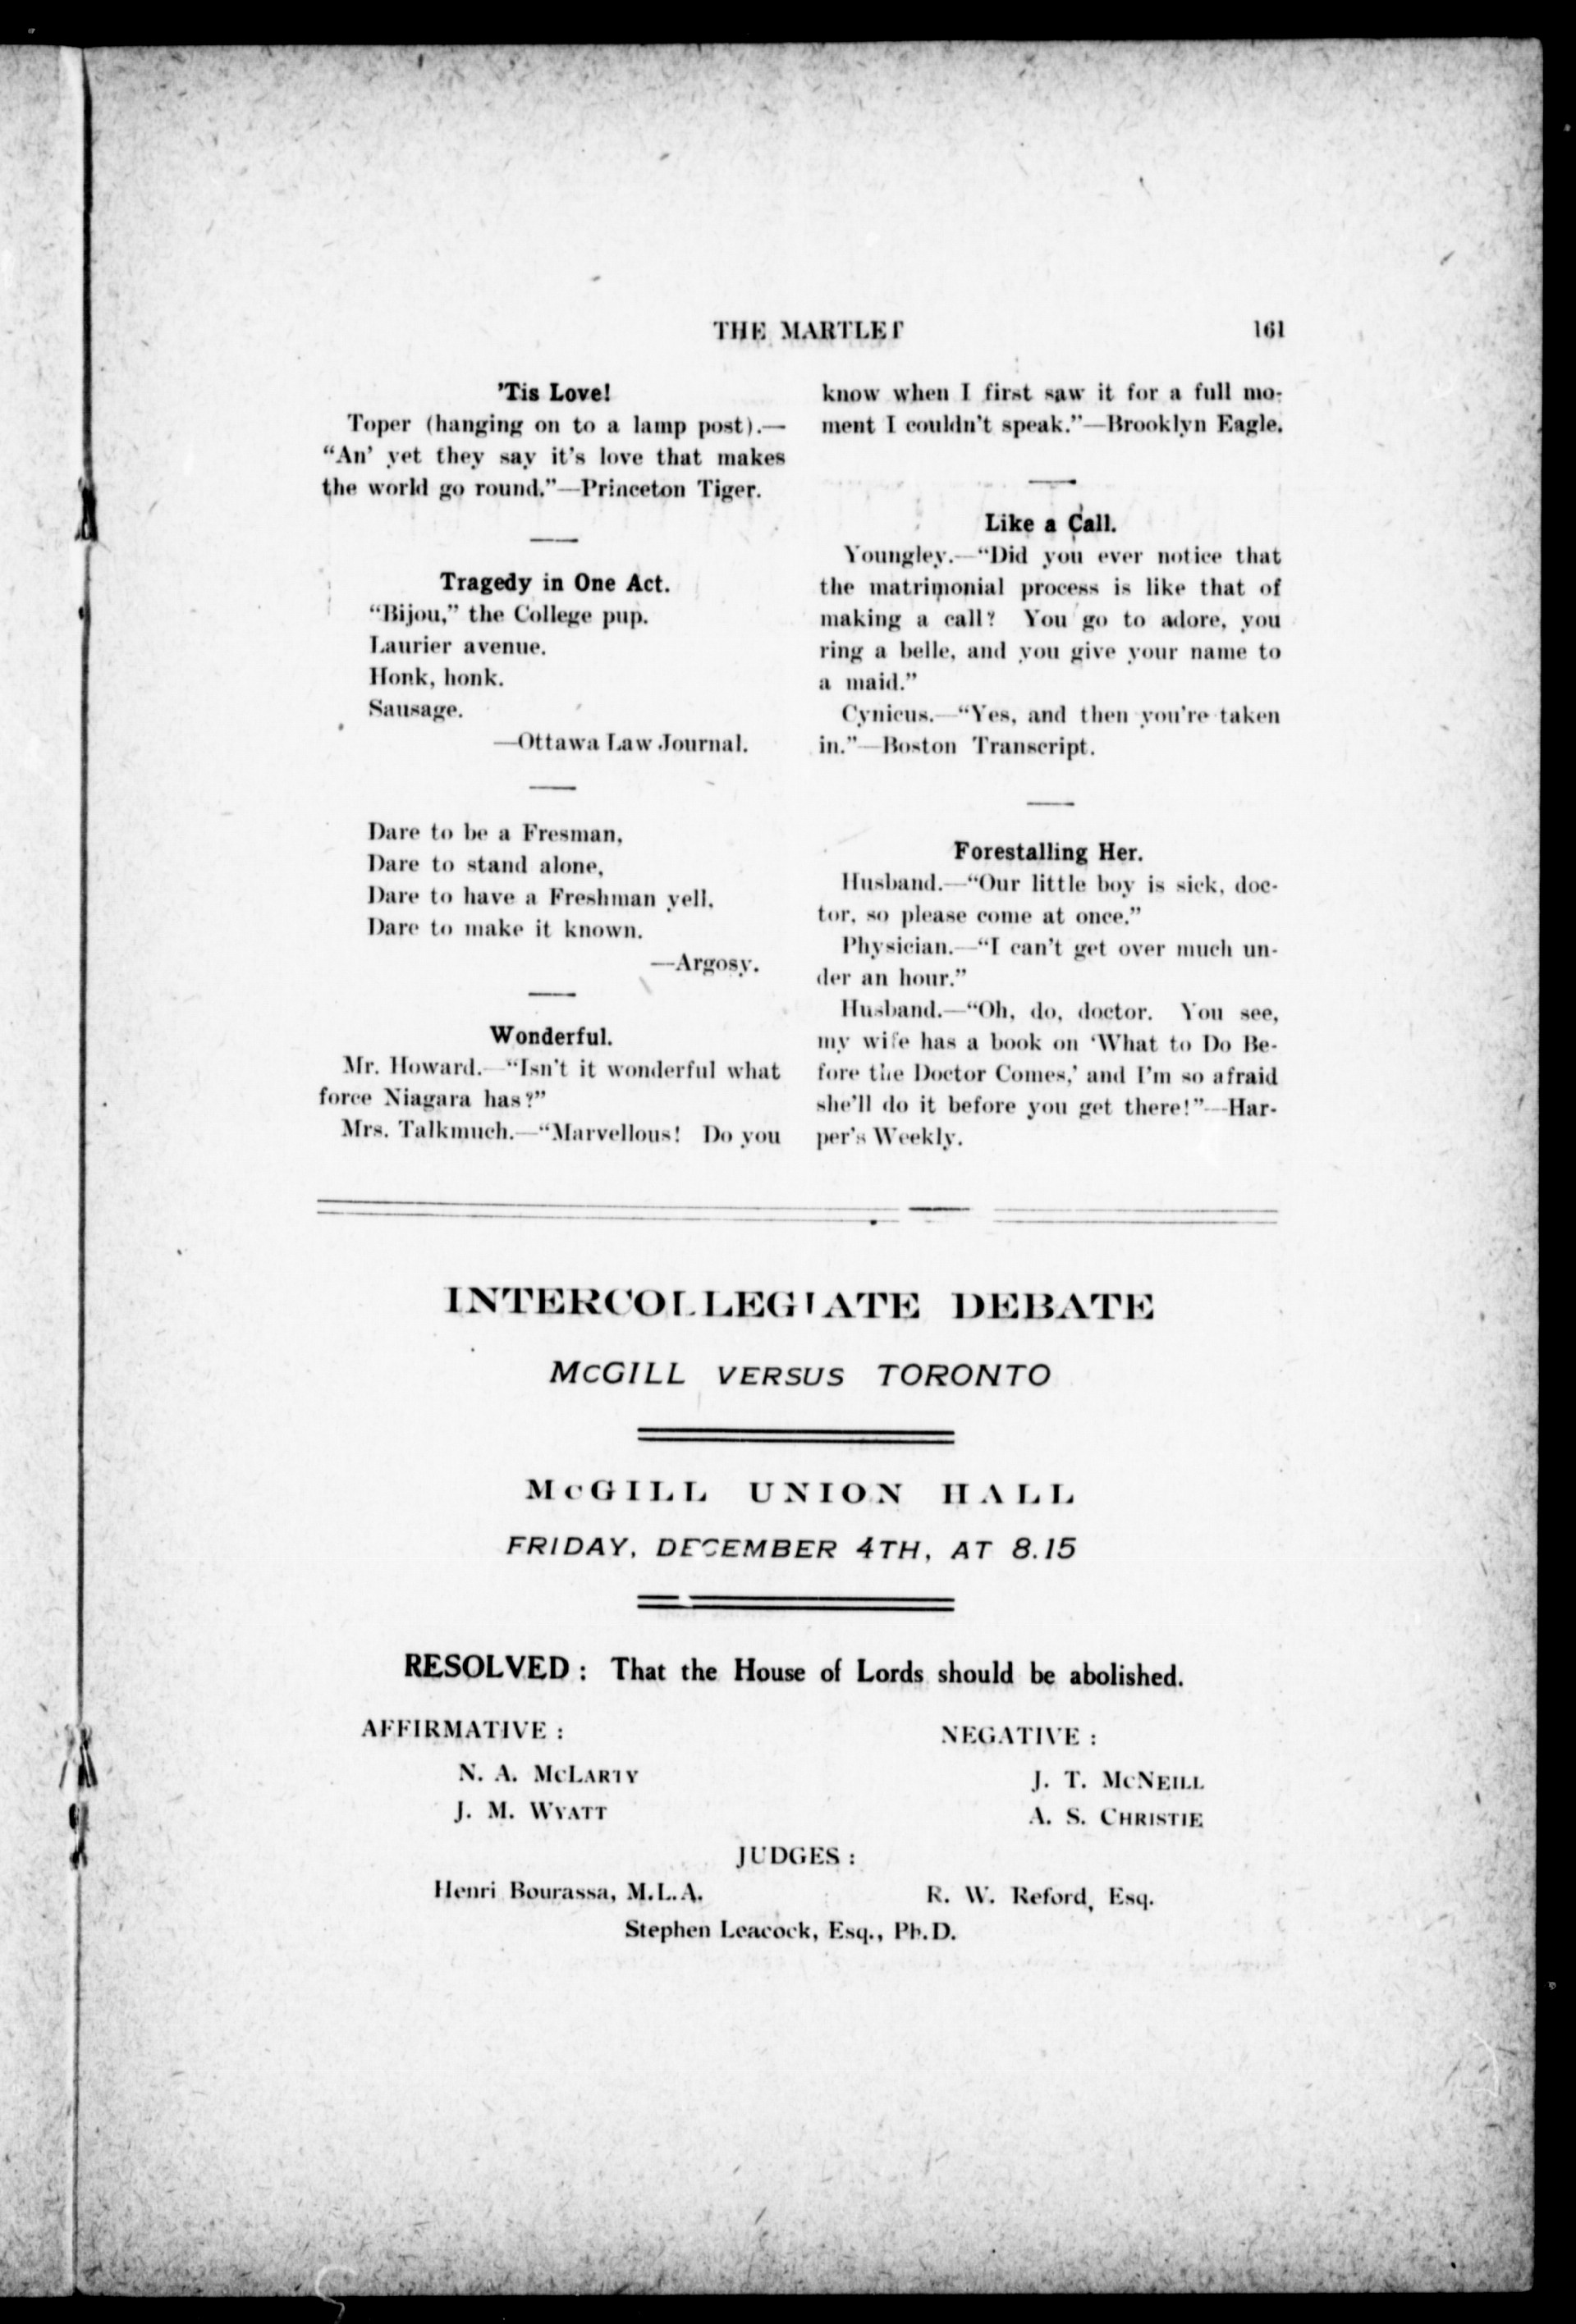 THE MARTLET 161
'Tis Love!
Toper (hanging on to a lamp post).—
"An' yet they say it's love that makes
the world go round."—Princeton Tiger.
Tragedy in One Act.
"Bijou," the College pup.
Laurier avenue.
Honk, honk.
Sausage.
—Ottawa Law Journal.
Dare to be a Fresman,
Dare to stand alone,
Dare to have a Freshman yell,
Dare to make it known.
—Argosy.
Wonderful.
Mr. Howard.—"Isn't it wonderful what
force Niagara has?"
Mrs. Talkmuch.—"Marvellous! Do you
know when I first saw it for a full mo-
ment I couldn't speak."—Brooklyn Eagle.
Like a Call.
Youngley.—"Did you ever notice that
the matrimonial process is like that of
making a call? You go to adore, you
ring a belle, and you give your name to
a maid."
Cynicus.—"Yes, and then you're taken
in."—Boston Transcript.
Forestalling Her.
Husband.—"Our little boy is sick, doc-
tor, so please come at once."
Physician.—"I can't get over much un-
der an hour."
Husband.—"Oh, do, doctor. You see,
my wife has a book on 'What to Do Be-
fore the Doctor Comes,' and I'm so afraid
she'll do it before you get there!"—Har-
per's Weekly.
INTERCOLLEGIATE DEBATE
McGILL VERSUS TORONTO
McGILL UNION HALL
FRIDAY, DECEMBER 4TH, AT 8.15
RESOLVED : That the House of Lords should be abolished.
AFFIRMATIVE : NEGATIVE :
N. A. McLARTY J. T. McNEILL
J. M. WYATT A. S. CHRISTIE
JUDGES :
Henri Bourassa, M.L.A. R. W. Reford, Esq.
Stephen Leacock, Esq., Ph.D.